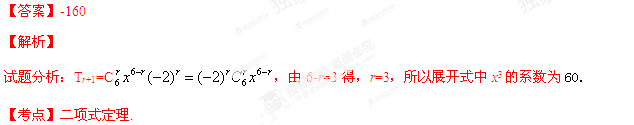 【答案】-160
【解析】
试题分析：Tᵣ₊₁=C₆ʳx⁶⁻ʳ(−2)ʳ=(−2)ʳC₆ʳx⁶⁻ʳ，由 6-r=3 得，r=3，所以展开式中 x³ 的系数为 60.
【考点】二项式定理.